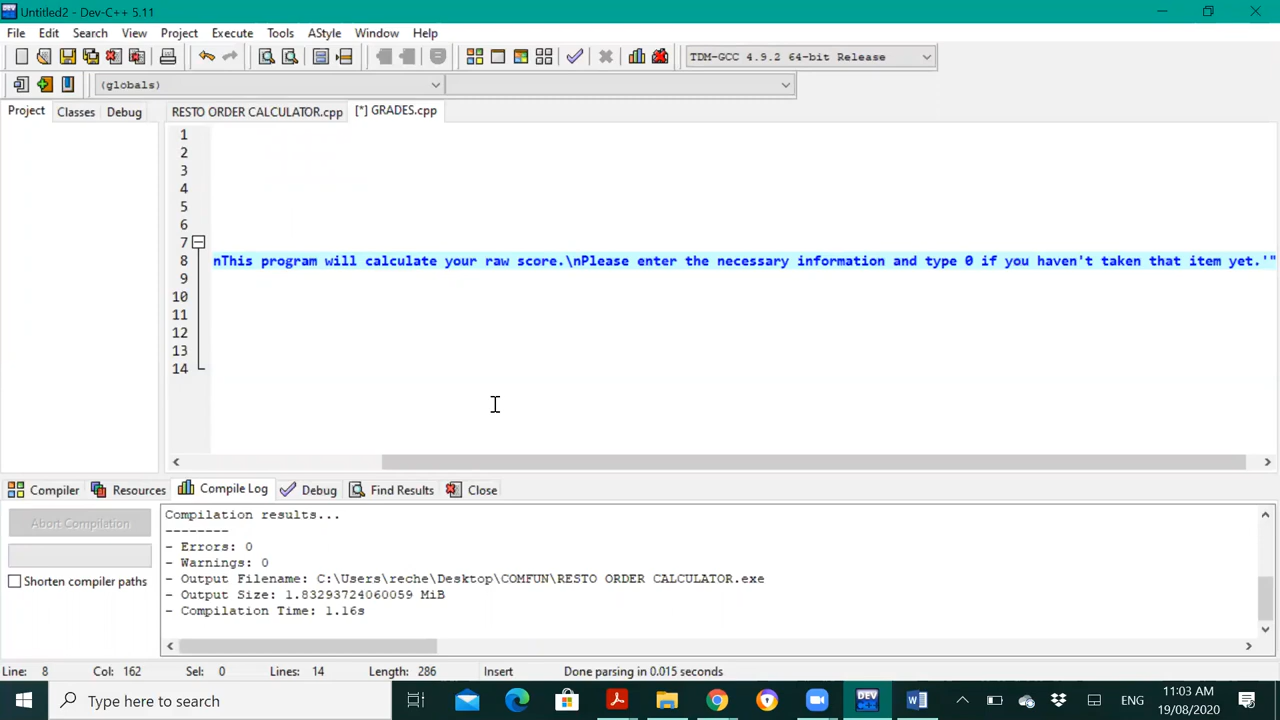 Untitled2 - Dev-C++ 5.11
File Edit Search View Project Execute Tools AStyle Window Help
TDM-GCC 4.9.2 64-bit Release
(globals)
Project Classes Debug RESTO ORDER CALCULATOR.cpp [*] GRADES.cpp
1
2
3
4
5
6
7
8 nThis program will calculate your raw score.\nPlease enter the necessary information and type 0 if you haven't taken that item yet.'"
9
10
11
12
13
14
Compiler Resources Compile Log Debug Find Results Close
Abort Compilation
Shorten compiler paths
Compilation results...
--------
- Errors: 0
- Warnings: 0
- Output Filename: C:\Users\reche\Desktop\COMFUN\RESTO ORDER CALCULATOR.exe
- Output Size: 1.83293724060059 MiB
- Compilation Time: 1.16s
Line: 8 Col: 162 Sel: 0 Lines: 14 Length: 286 Insert Done parsing in 0.015 seconds
Type here to search
ENG
11:03 AM
19/08/2020